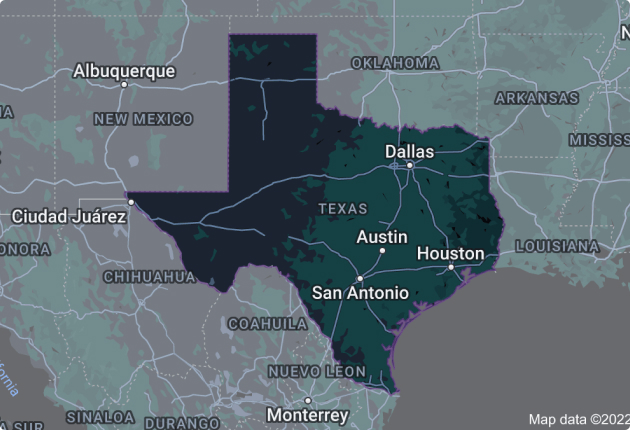 Albuquerque
OKLAHOMA
ARKANSAS
NEW MEXICO
MISSISS
Dallas
TEXAS
Ciudad Juárez
Austin
Houston
LOUISIANA
ONORA
CHIHUAHUA
San Antonio
COAHUILA
NUEVO LEON
Monterrey
SINALOA
DURANGO
SUR
Map data ©2022